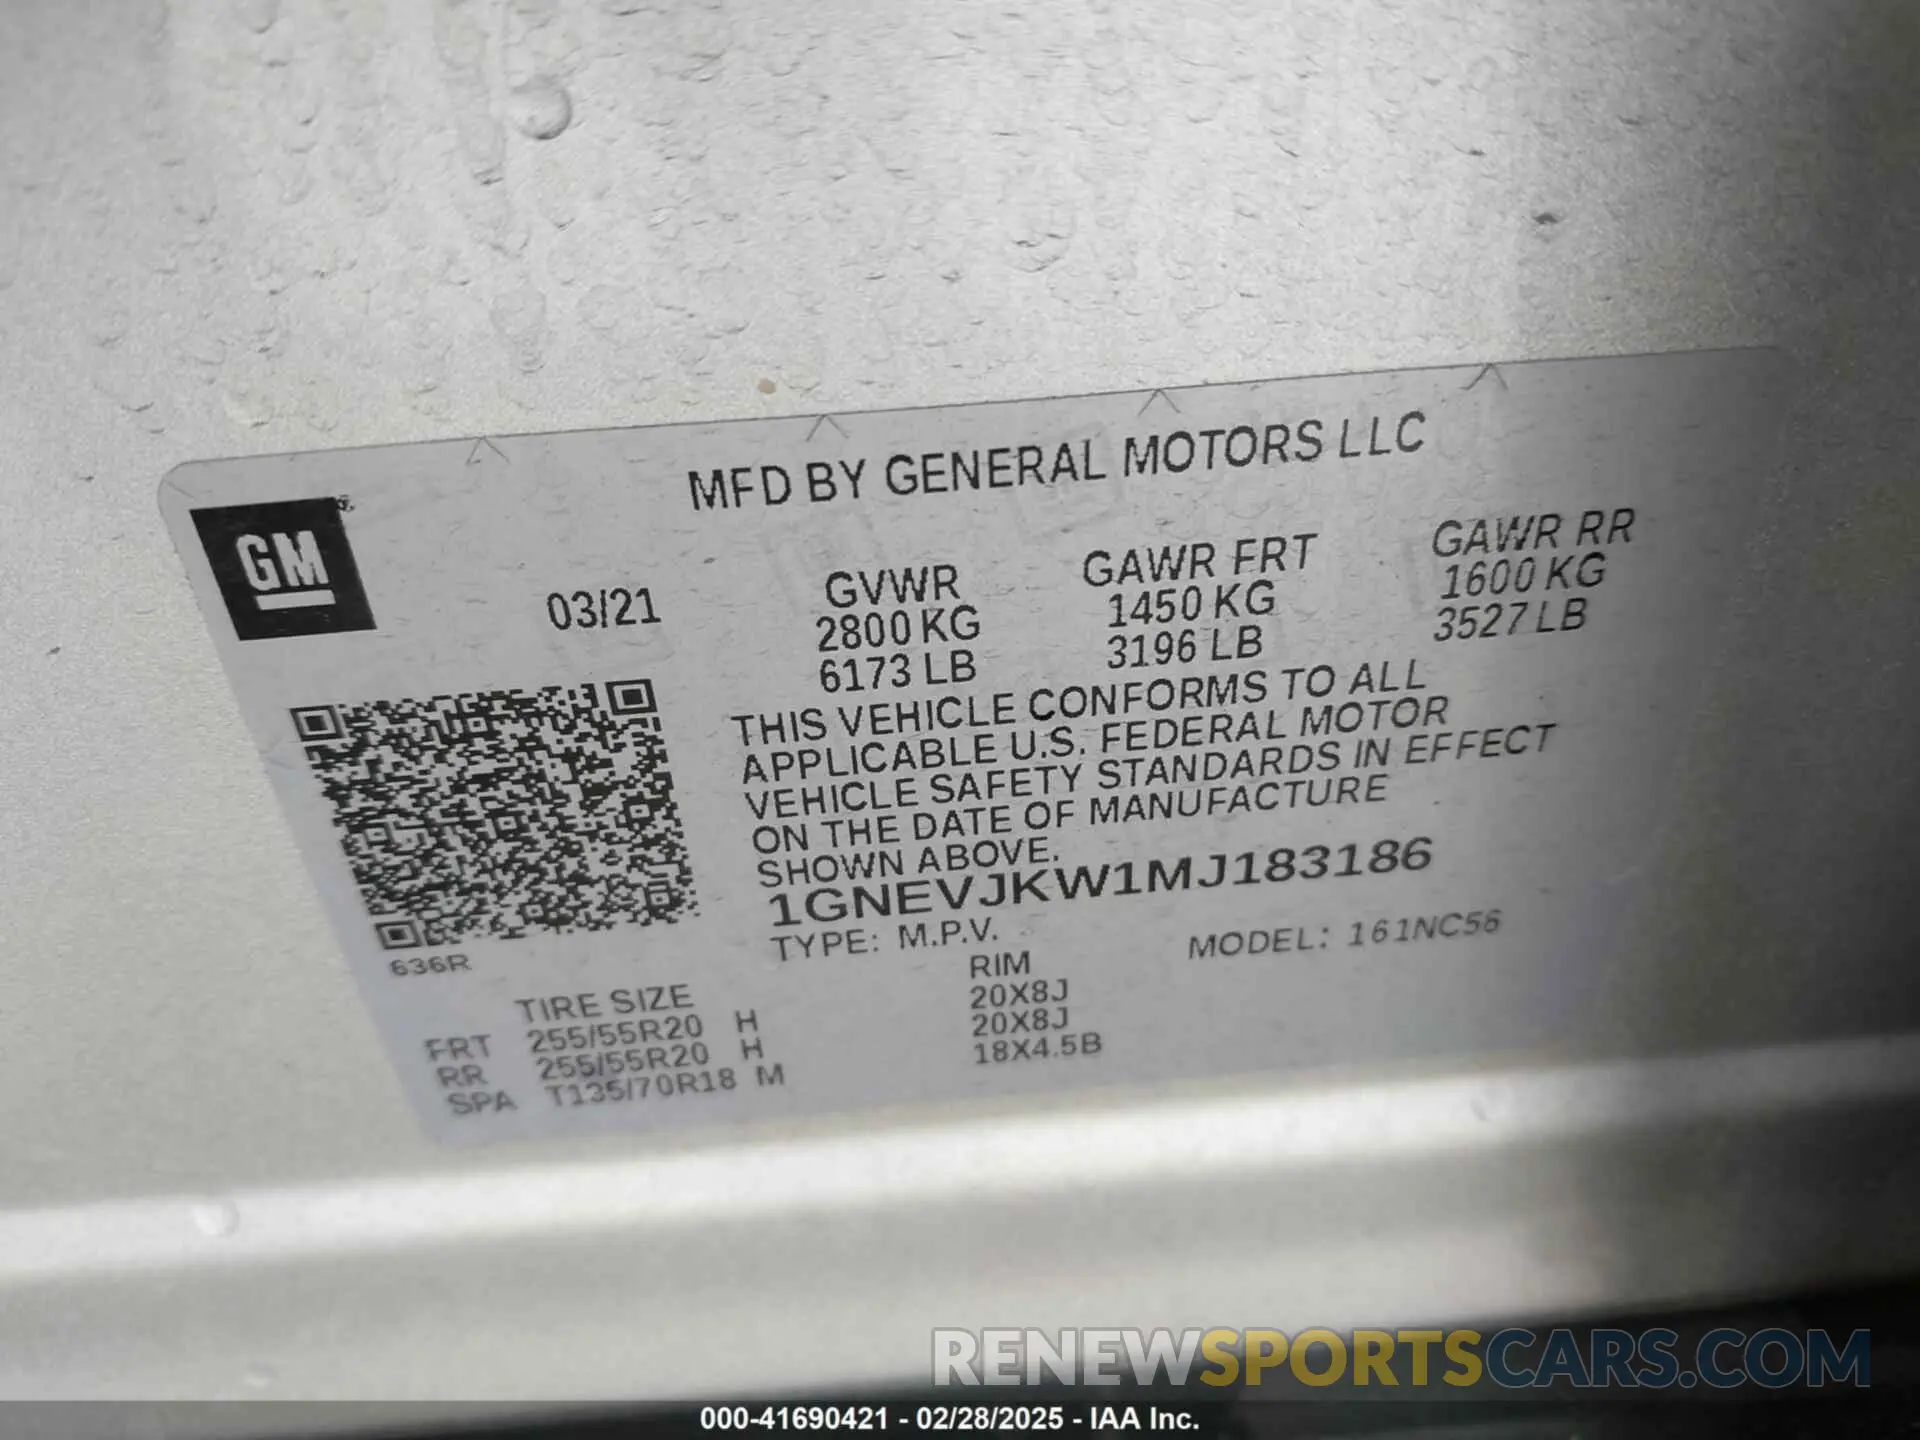 MFD BY GENERAL MOTORS LLC
GM
03/21
GVWR GAWR FRT GAWR RR
2800 KG 1450 KG 1600 KG
6173 LB 3196 LB 3527 LB
THIS VEHICLE CONFORMS TO ALL
APPLICABLE U.S. FEDERAL MOTOR
VEHICLE SAFETY STANDARDS IN EFFECT
ON THE DATE OF MANUFACTURE
SHOWN ABOVE.
1GNEVJKW1MJ183186
TYPE: M.P.V. MODEL: 161NC56
636R
TIRE SIZE RIM
FRT 255/55R20 H 20X8J
RR 255/55R20 H 20X8J
SPA T135/70R18 M 18X4.5B
RENEWSPORTSCARS.COM
000-41690421 - 02/28/2025 - IAA Inc.